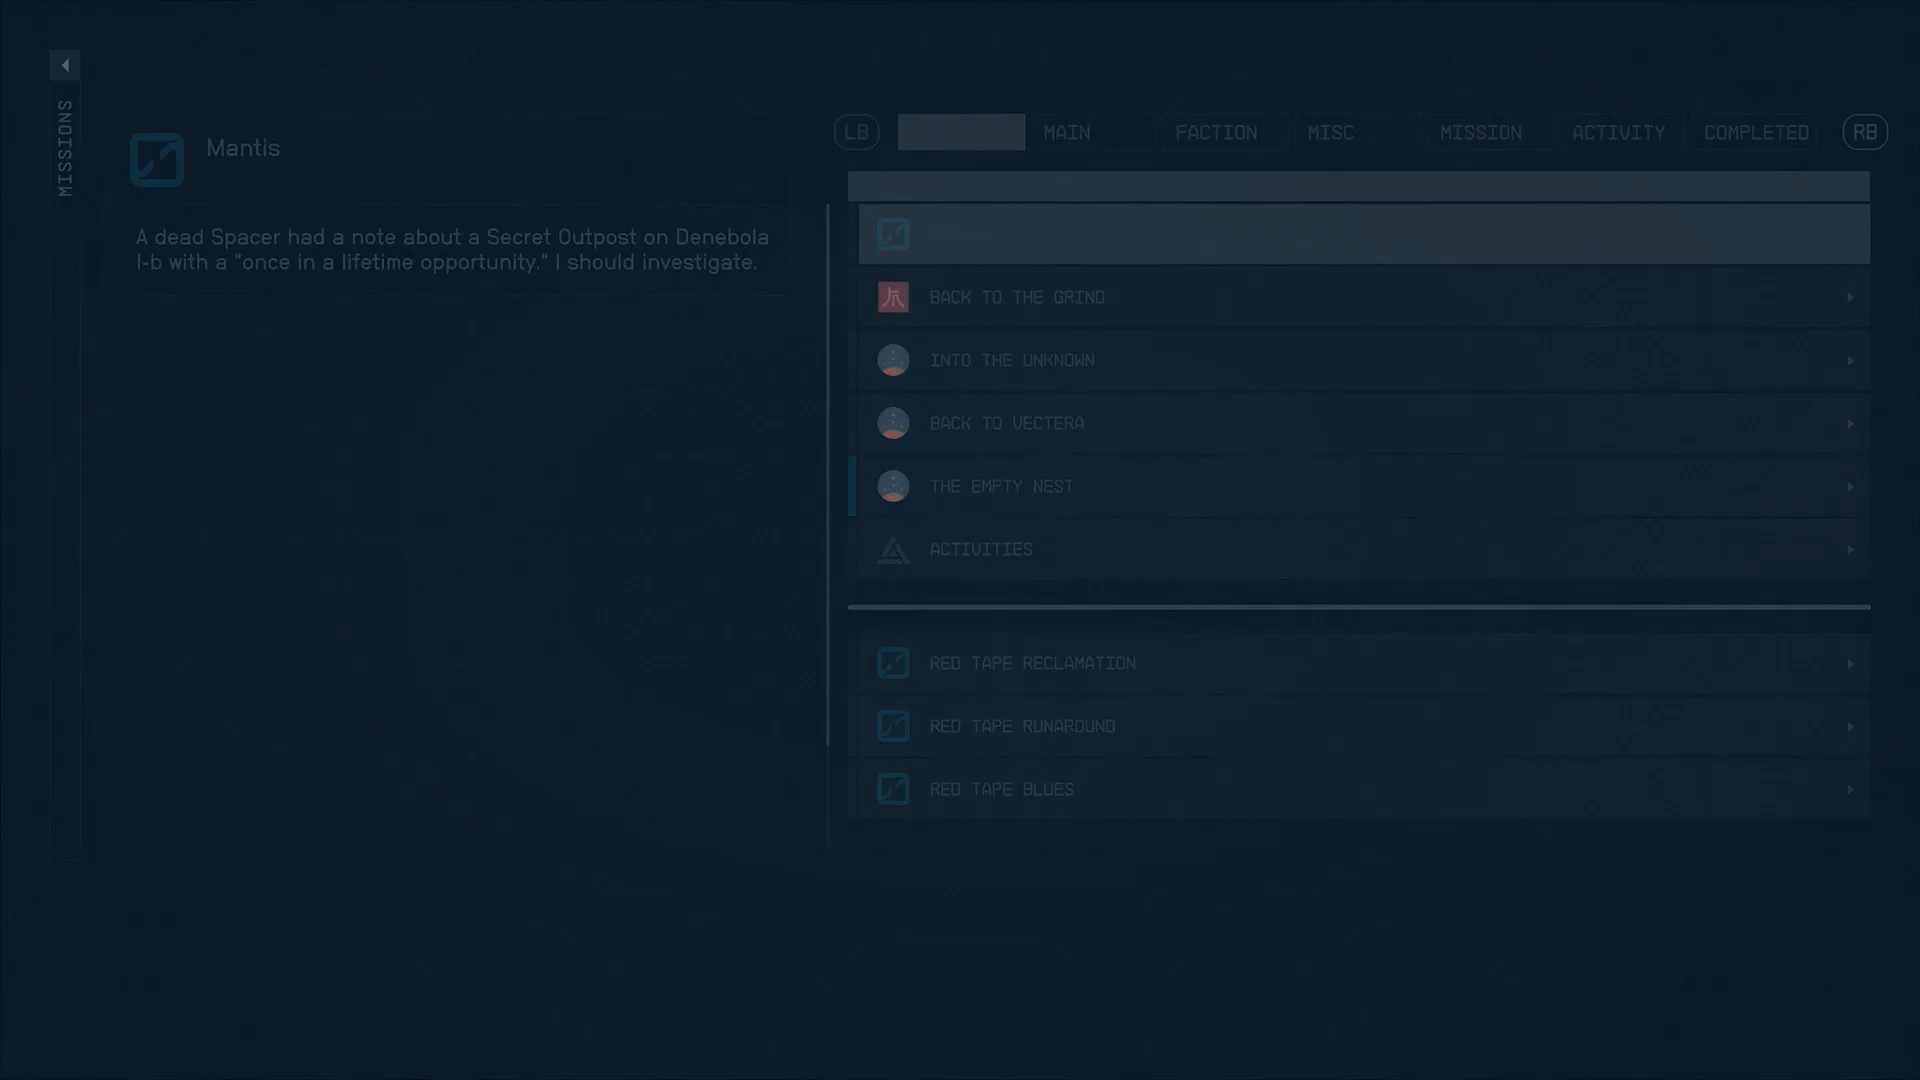 MISSIONS
Mantis
A dead Spacer had a note about a Secret Outpost on Denebola
I-b with a "once in a lifetime opportunity." I should investigate.
LB
MAIN
FACTION
MISC
MISSION
ACTIVITY
COMPLETED
RB
BACK TO THE GRIND
INTO THE UNKNOWN
BACK TO VECTERA
THE EMPTY NEST
ACTIVITIES
RED TAPE RECLAMATION
RED TAPE RUNAROUND
RED TAPE BLUES